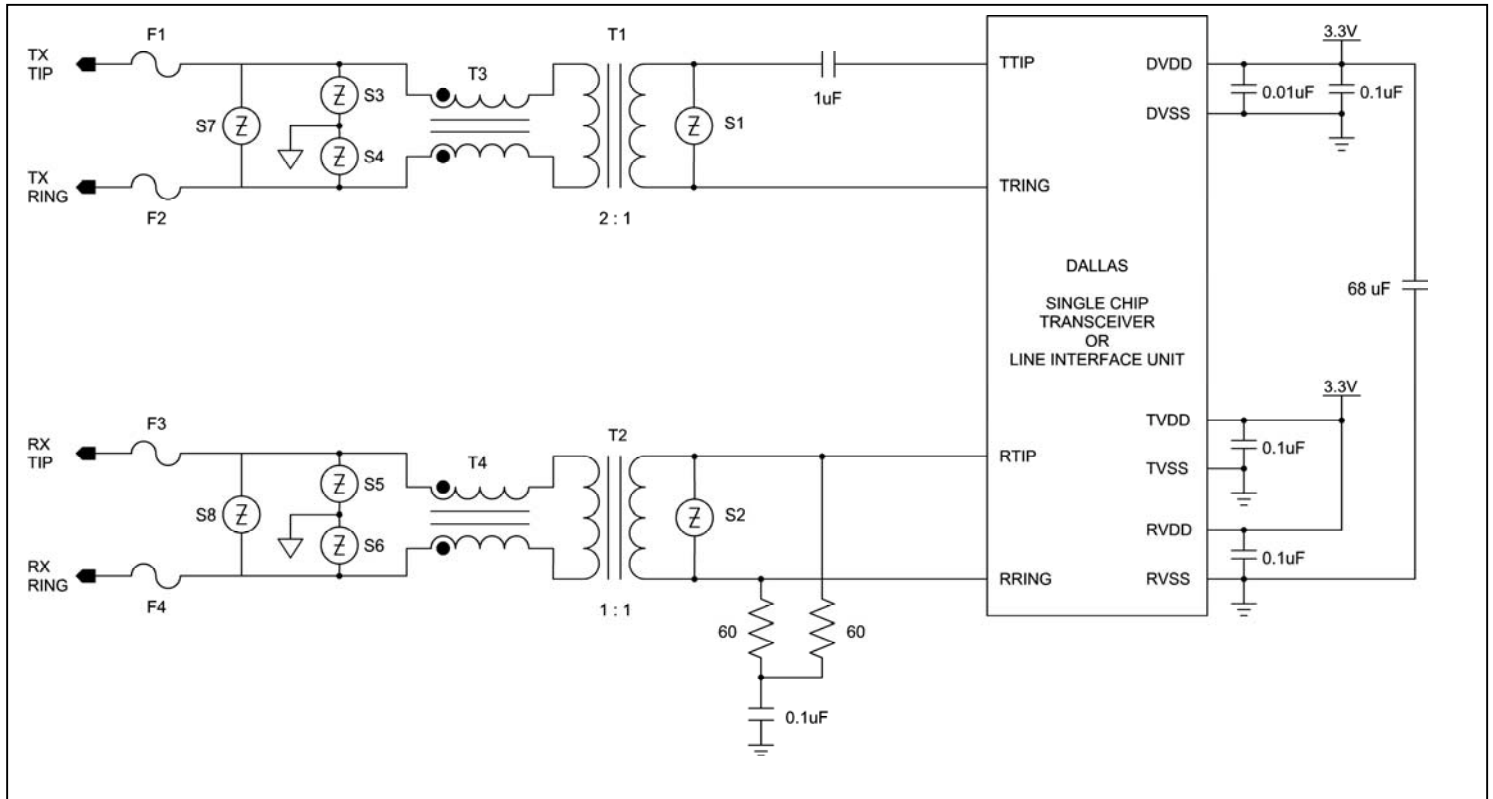 F1
T1
TX
TIP
T3
S3
S7
S4
TX
RING
F2
2 : 1
1uF
S1
TTIP
TRING
DALLAS
SINGLE CHIP
TRANSCEIVER
OR
LINE INTERFACE UNIT
DVDD
DVSS
3.3V
0.01uF
0.1uF
68 uF
F3
T2
RX
TIP
T4
S5
S8
S6
RX
RING
F4
1 : 1
S2
RTIP
RRING
60
60
0.1uF
3.3V
TVDD
0.1uF
TVSS
RVDD
0.1uF
RVSS